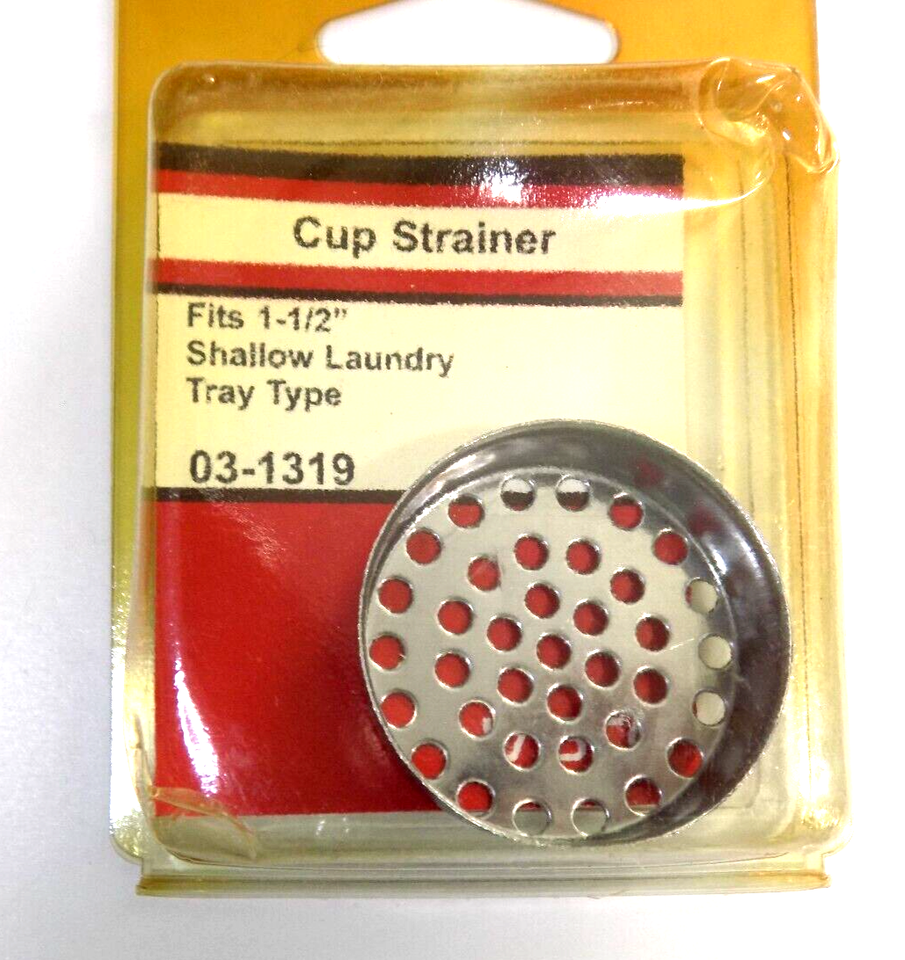 Cup Strainer
Fits 1-1/2”
Shallow Laundry
Tray Type
03-1319